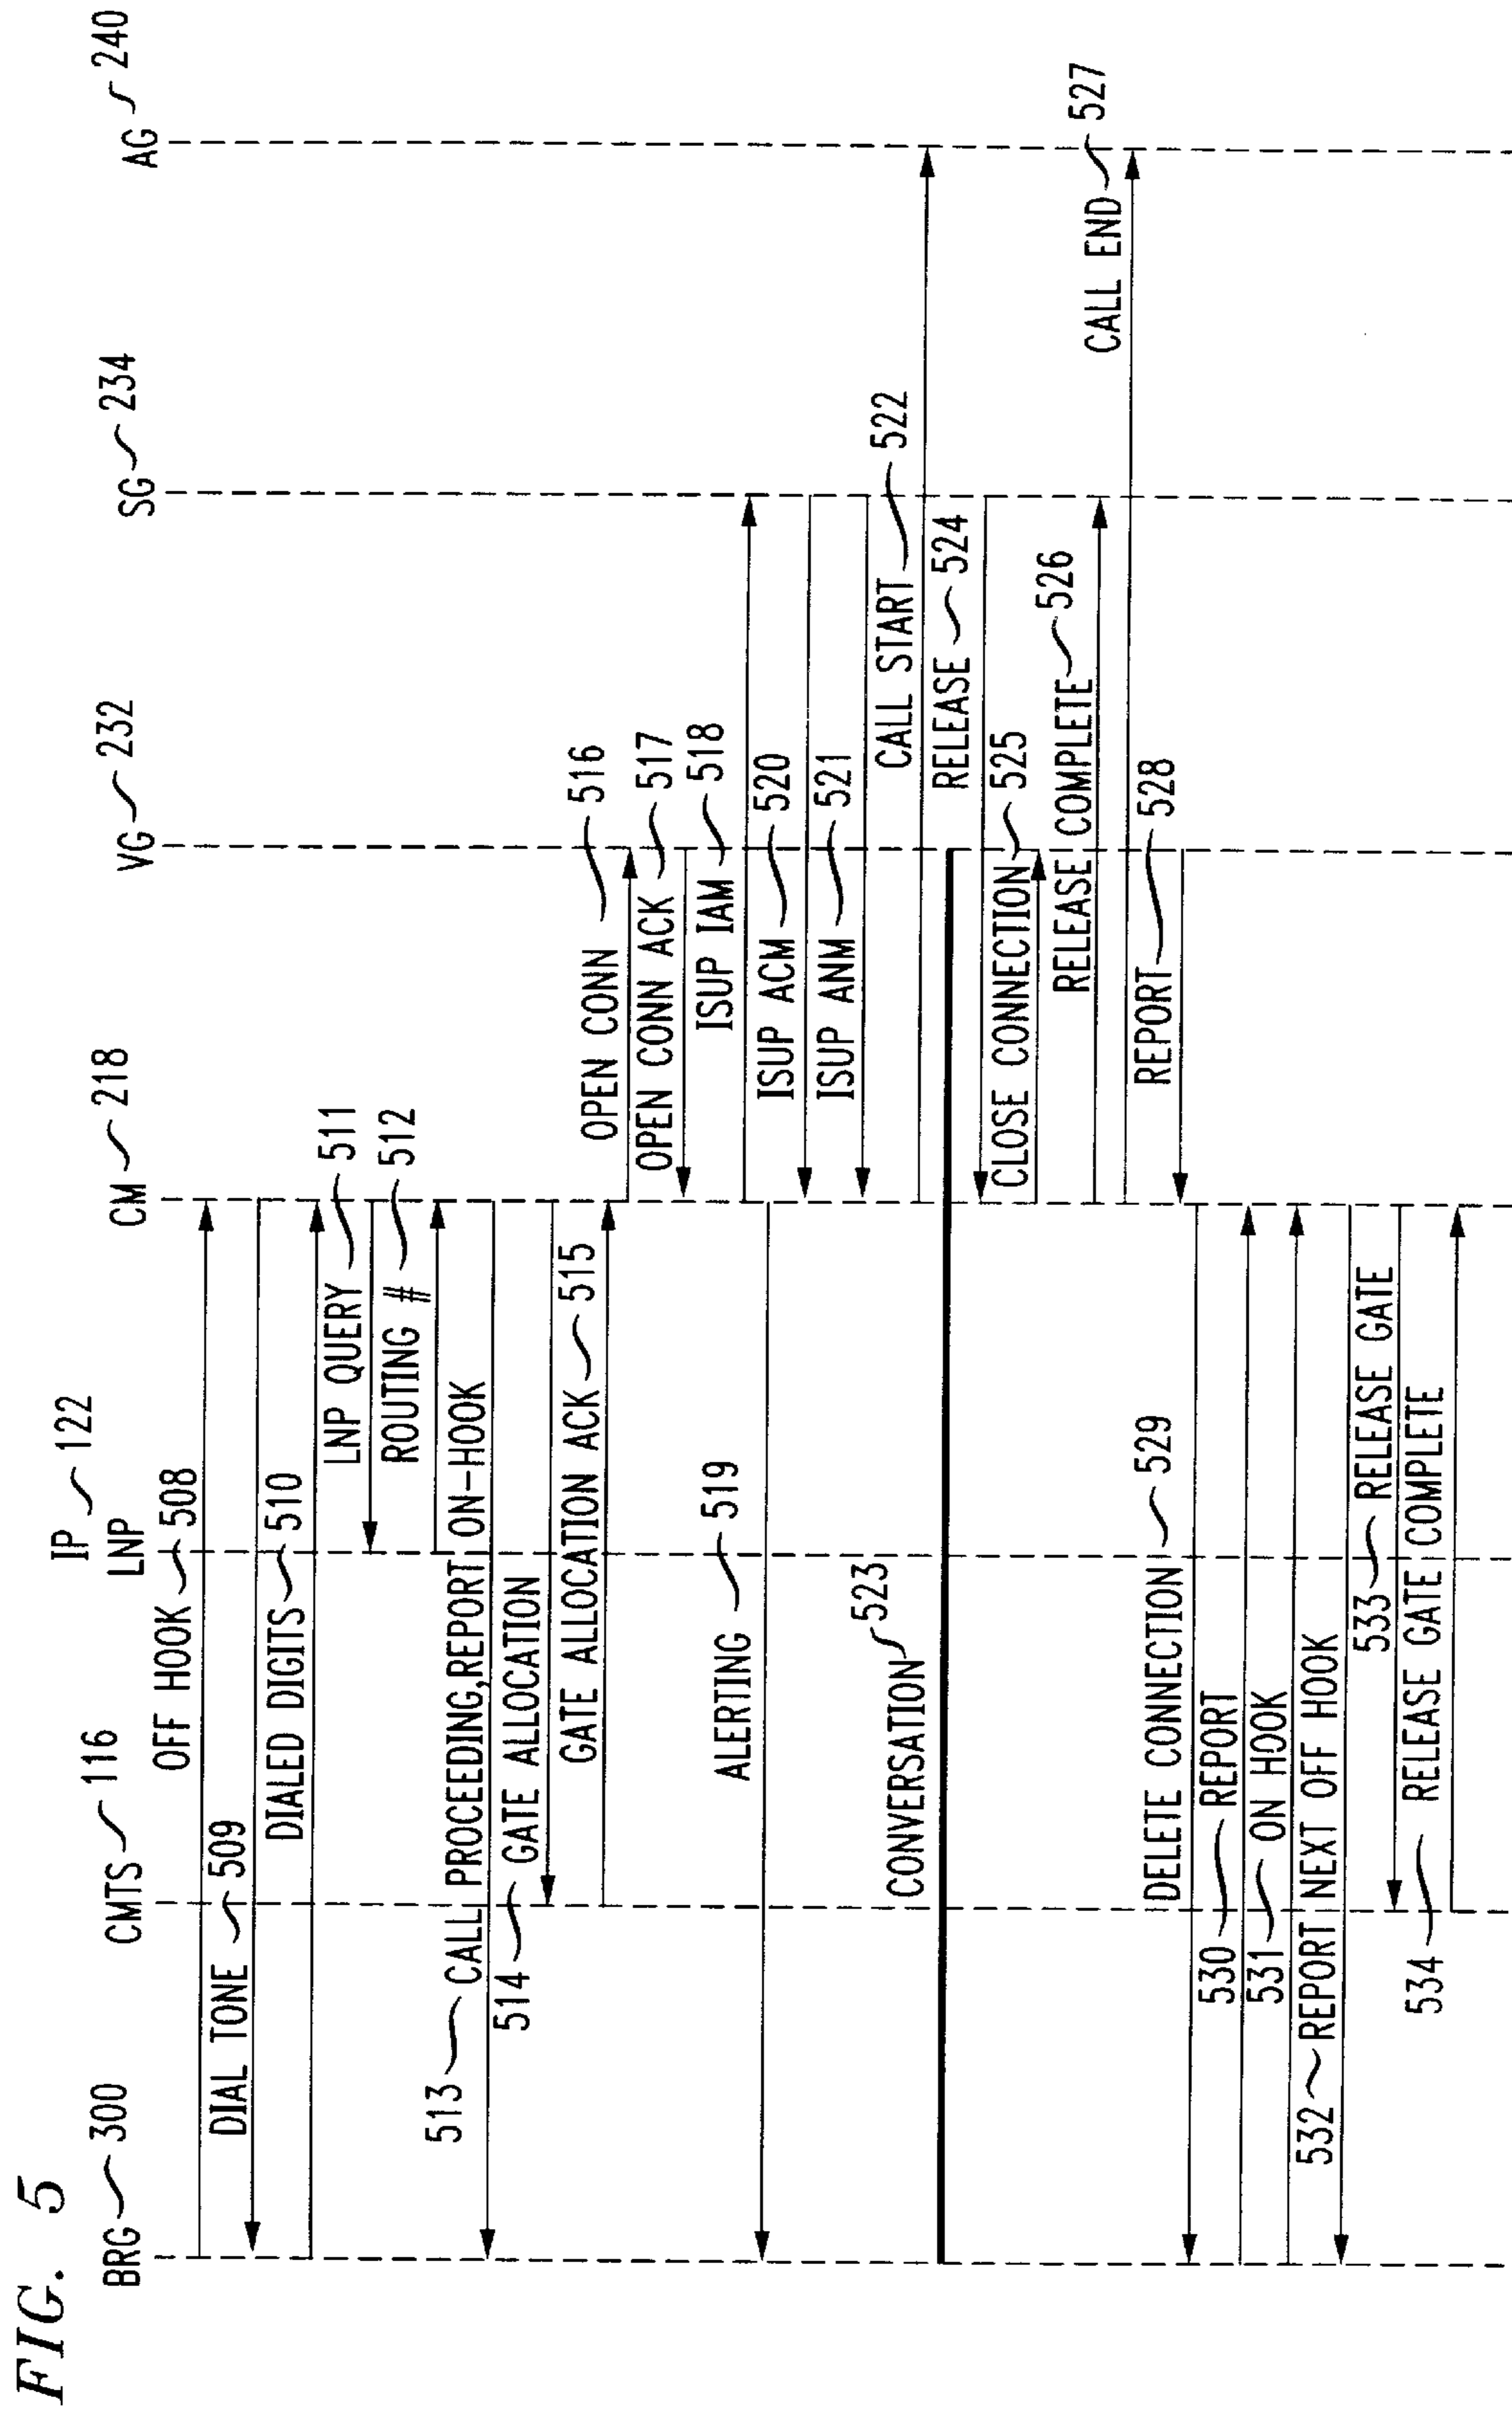 FIG. 5
BRG 300
CMTS 116
IP 122
LNP
CM 218
VG 232
SG 234
AG 240
OFF HOOK 508
DIAL TONE 509
DIALED DIGITS 510
LNP QUERY 511
ROUTING # 512
513 CALL PROCEEDING,REPORT ON-HOOK
514 GATE ALLOCATION
GATE ALLOCATION ACK 515
OPEN CONN 516
OPEN CONN ACK 517
ISUP IAM 518
ALERTING 519
ISUP ACM 520
ISUP ANM 521
CALL START 522
CONVERSATION 523
RELEASE 524
CLOSE CONNECTION 525
RELEASE COMPLETE 526
CALL END 527
REPORT 528
DELETE CONNECTION 529
530 REPORT
531 ON HOOK
532 REPORT NEXT OFF HOOK
533 RELEASE GATE
534 RELEASE GATE COMPLETE